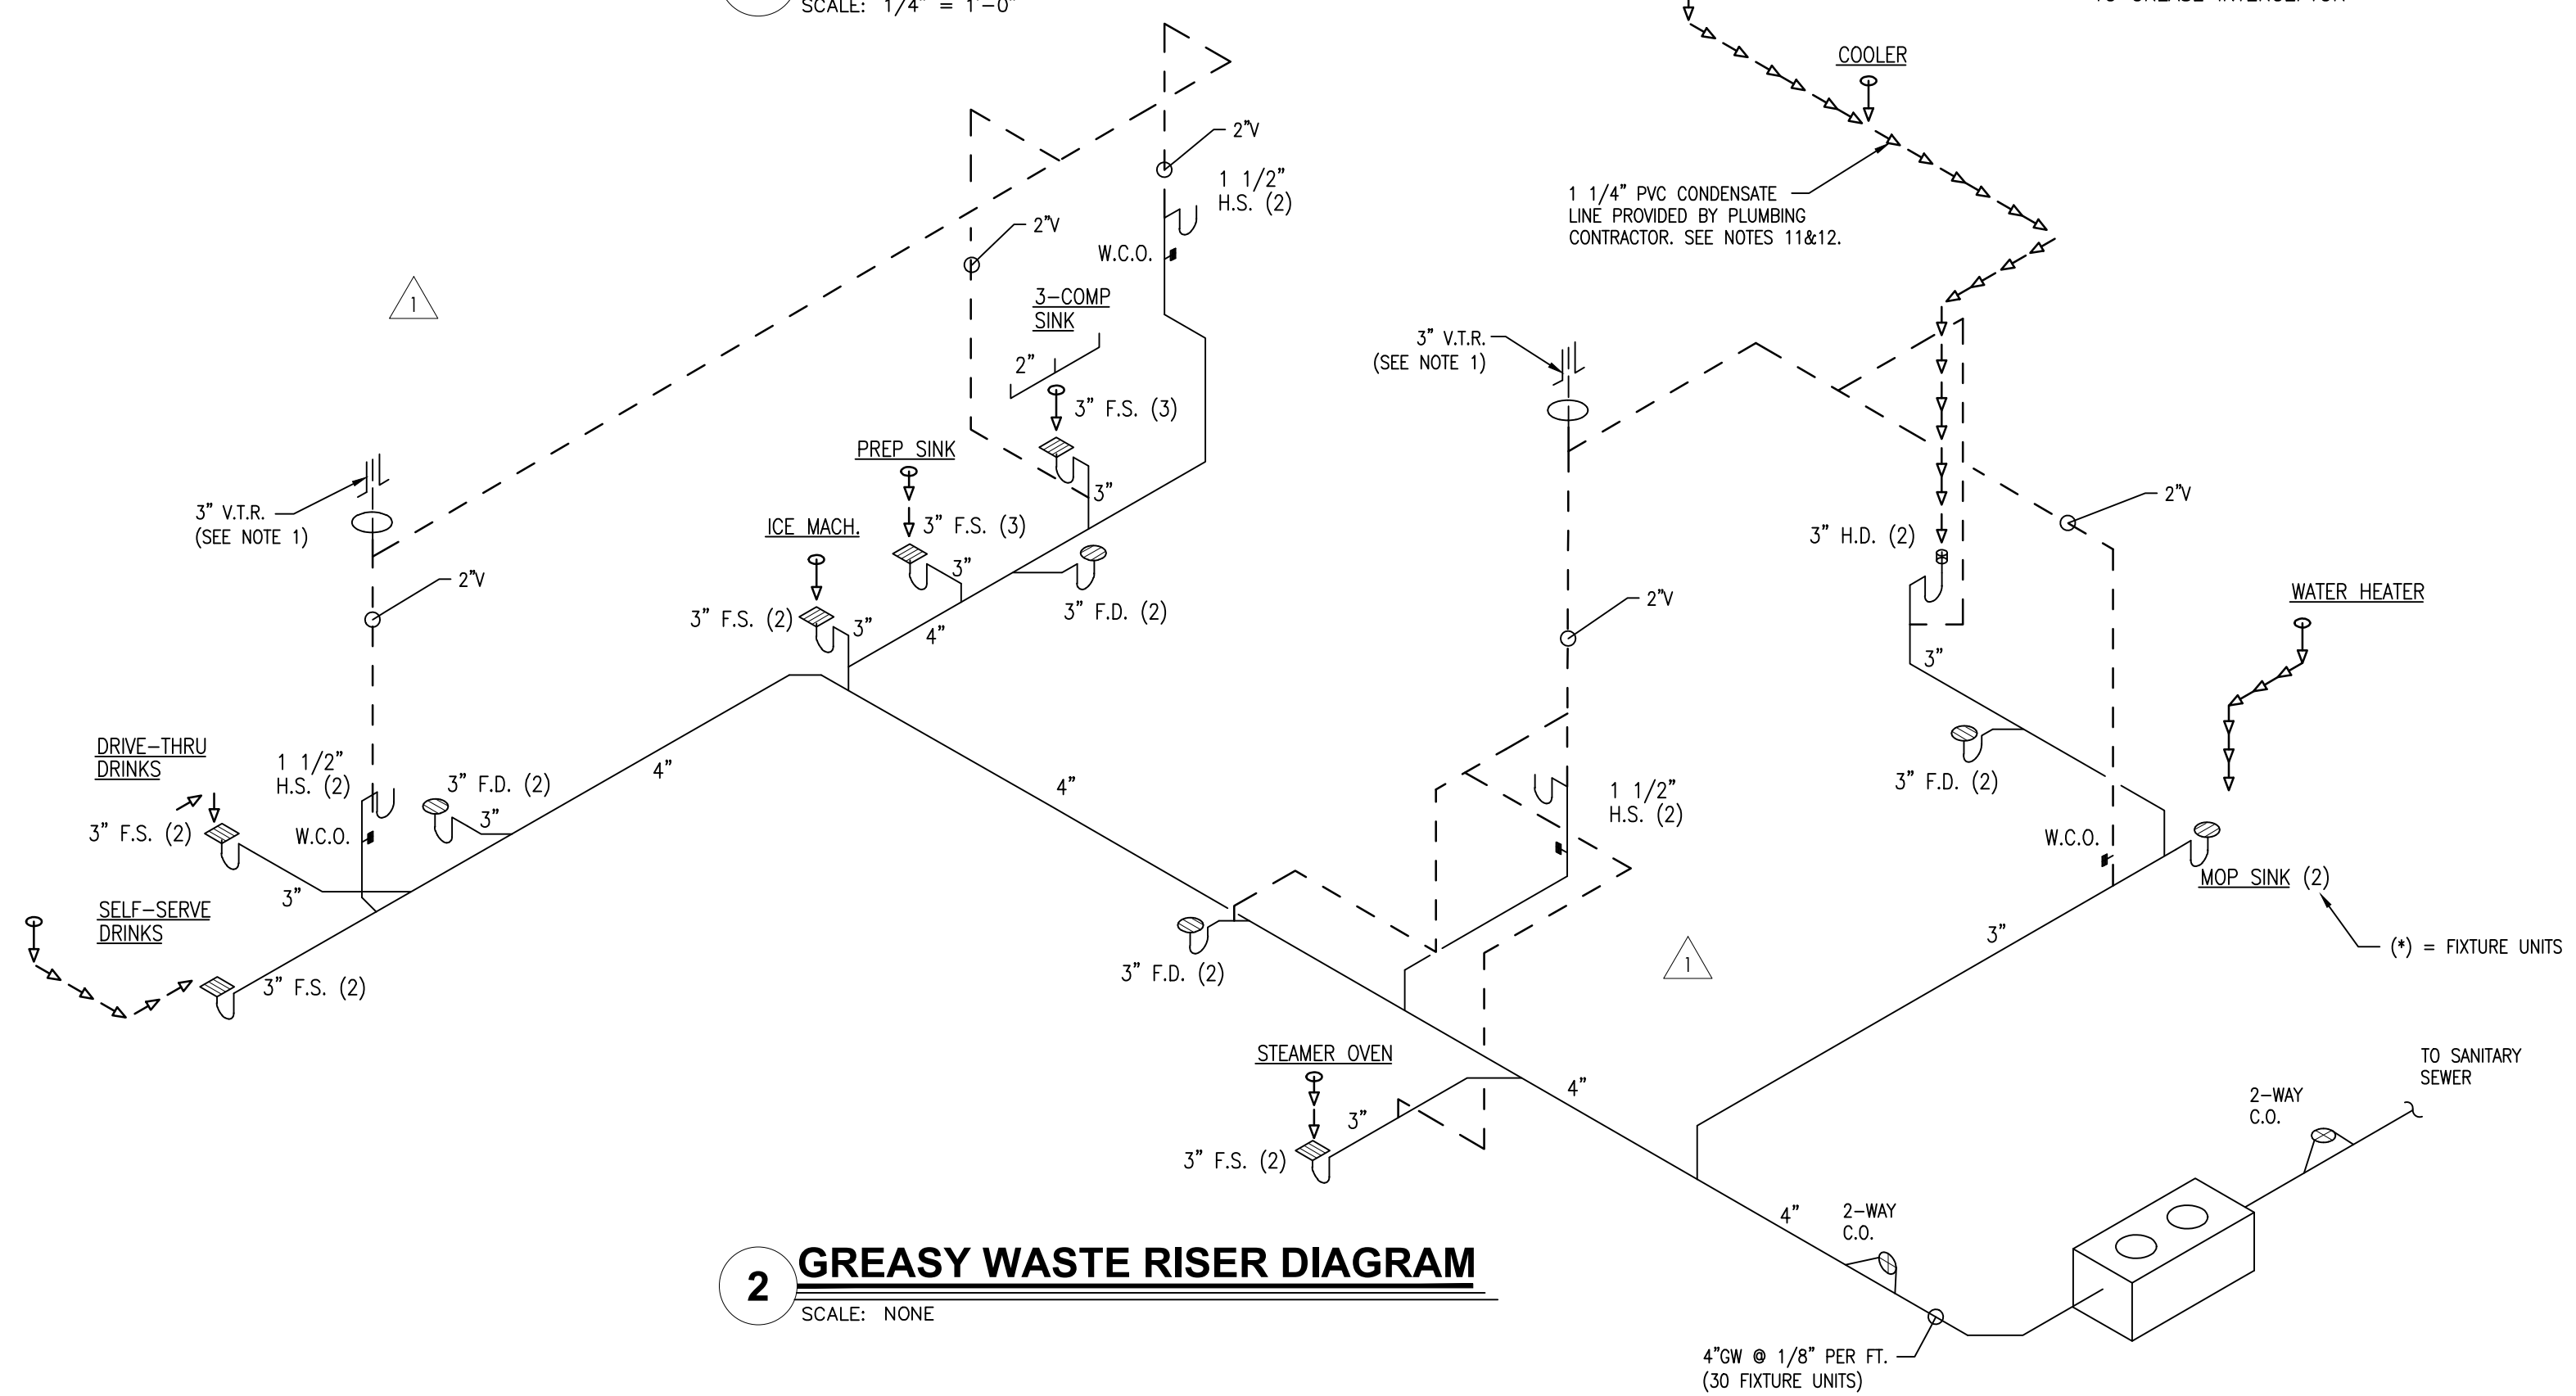 SCALE: 1/4" = 1'-0"
COOLER
2"V
1 1/2"
H.S. (2)
1 1/4" PVC CONDENSATE
LINE PROVIDED BY PLUMBING
CONTRACTOR. SEE NOTES 11&12.
2"V
W.C.O.
3-COMP
SINK
1
2"
3" V.T.R.
(SEE NOTE 1)
3" F.S. (3)
PREP SINK
3"
2"V
3" V.T.R.
(SEE NOTE 1)
ICE MACH.
3" F.S. (3)
3" H.D. (2)
3"
2"V
WATER HEATER
2"V
3" F.D. (2)
3" F.S. (2)
3"
4"
3"
DRIVE-THRU
DRINKS
1 1/2"
H.S. (2)
4"
4"
3" F.D. (2)
3" F.D. (2)
1 1/2"
H.S. (2)
3"
3" F.S. (2)
W.C.O.
W.C.O.
MOP SINK (2)
3"
SELF-SERVE
DRINKS
3"
(*) = FIXTURE UNITS
3" F.D. (2)
1
3" F.S. (2)
STEAMER OVEN
TO SANITARY
SEWER
4"
2-WAY
C.O.
3"
3" F.S. (2)
4"
2-WAY
C.O.
2
GREASY WASTE RISER DIAGRAM
SCALE: NONE
4"GW @ 1/8" PER FT.
(30 FIXTURE UNITS)